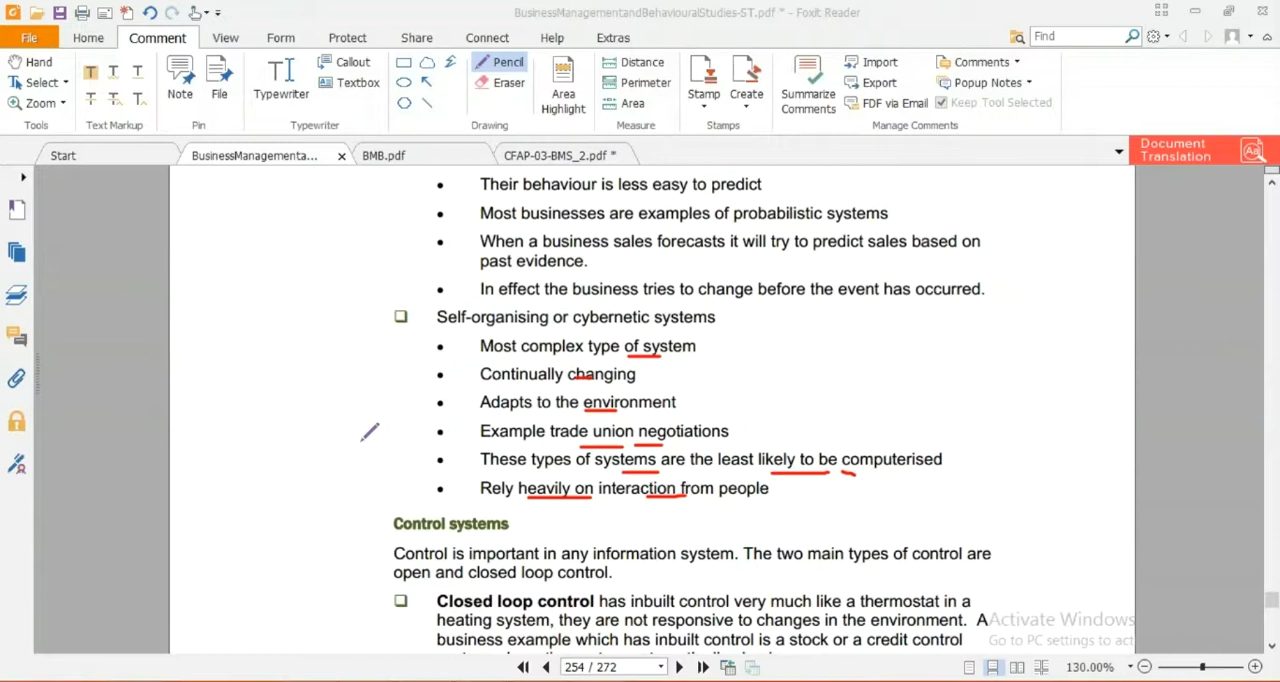 BusinessManagementandBehaviouralStudies-ST.pdf * - Foxit Reader
File Home Comment View Form Protect Share Connect Help Extras Find
Hand
Select
Zoom
Tools
Text Markup
Note
File
Pin
Typewriter
Callout
Textbox
Typewriter
Pencil
Eraser
Area Highlight
Drawing
Distance
Perimeter
Area
Measure
Stamp
Create
Stamps
Summarize Comments
Import
Export
FDF via Email
Comments
Popup Notes
Keep Tool Selected
Manage Comments
Start BusinessManagementa... BMB.pdf CFAP-03-BMS_2.pdf *
Document
Translation
• Their behaviour is less easy to predict
• Most businesses are examples of probabilistic systems
• When a business sales forecasts it will try to predict sales based on
past evidence.
• In effect the business tries to change before the event has occurred.
Self-organising or cybernetic systems
• Most complex type of system
• Continually changing
• Adapts to the environment
• Example trade union negotiations
• These types of systems are the least likely to be computerised
• Rely heavily on interaction from people
Control systems
Control is important in any information system. The two main types of control are
open and closed loop control.
Closed loop control has inbuilt control very much like a thermostat in a
heating system, they are not responsive to changes in the environment. A
business example which has inbuilt control is a stock or a credit control
Activate Windows
Go to PC settings to act
254 / 272
130.00%